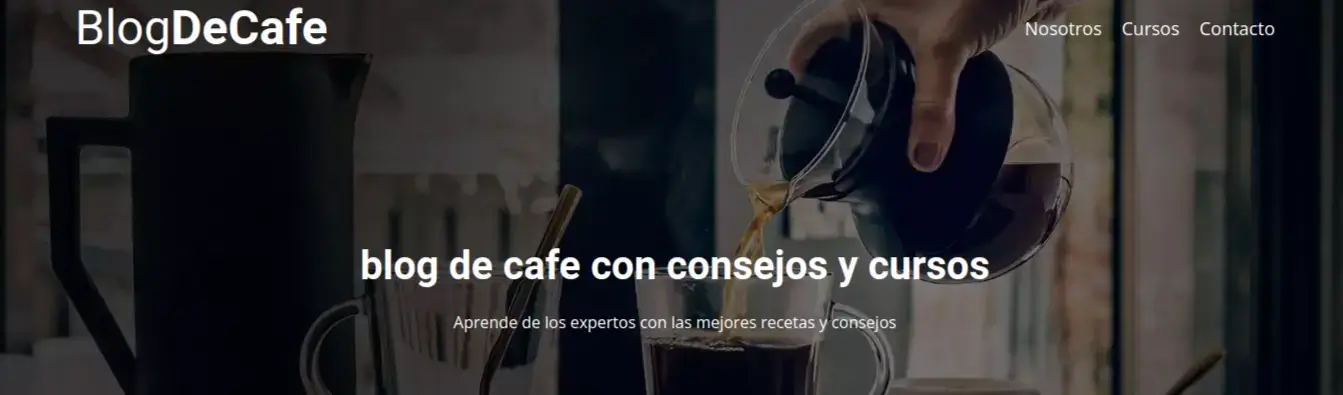 BlogDeCafe
Nosotros Cursos Contacto
blog de cafe con consejos y cursos
Aprende de los expertos con las mejores recetas y consejos